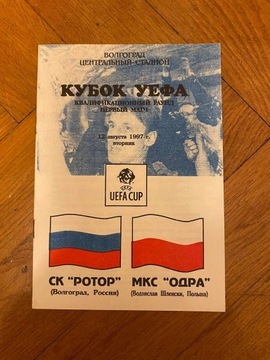 ВОЛГОГРАД
ЦЕНТРАЛЬНЫЙ СТАДИОН
КУБОК УЕФА
КВАЛИФИКАЦИОННЫЙ РАУНД
ПЕРВЫЙ МАТЧ
12 августа 1997 г.
вторник
UEFA CUP
СК "РОТОР"
(Волгоград, Россия)
МКС "ОДРА"
(Водзислав Шленски, Польша)